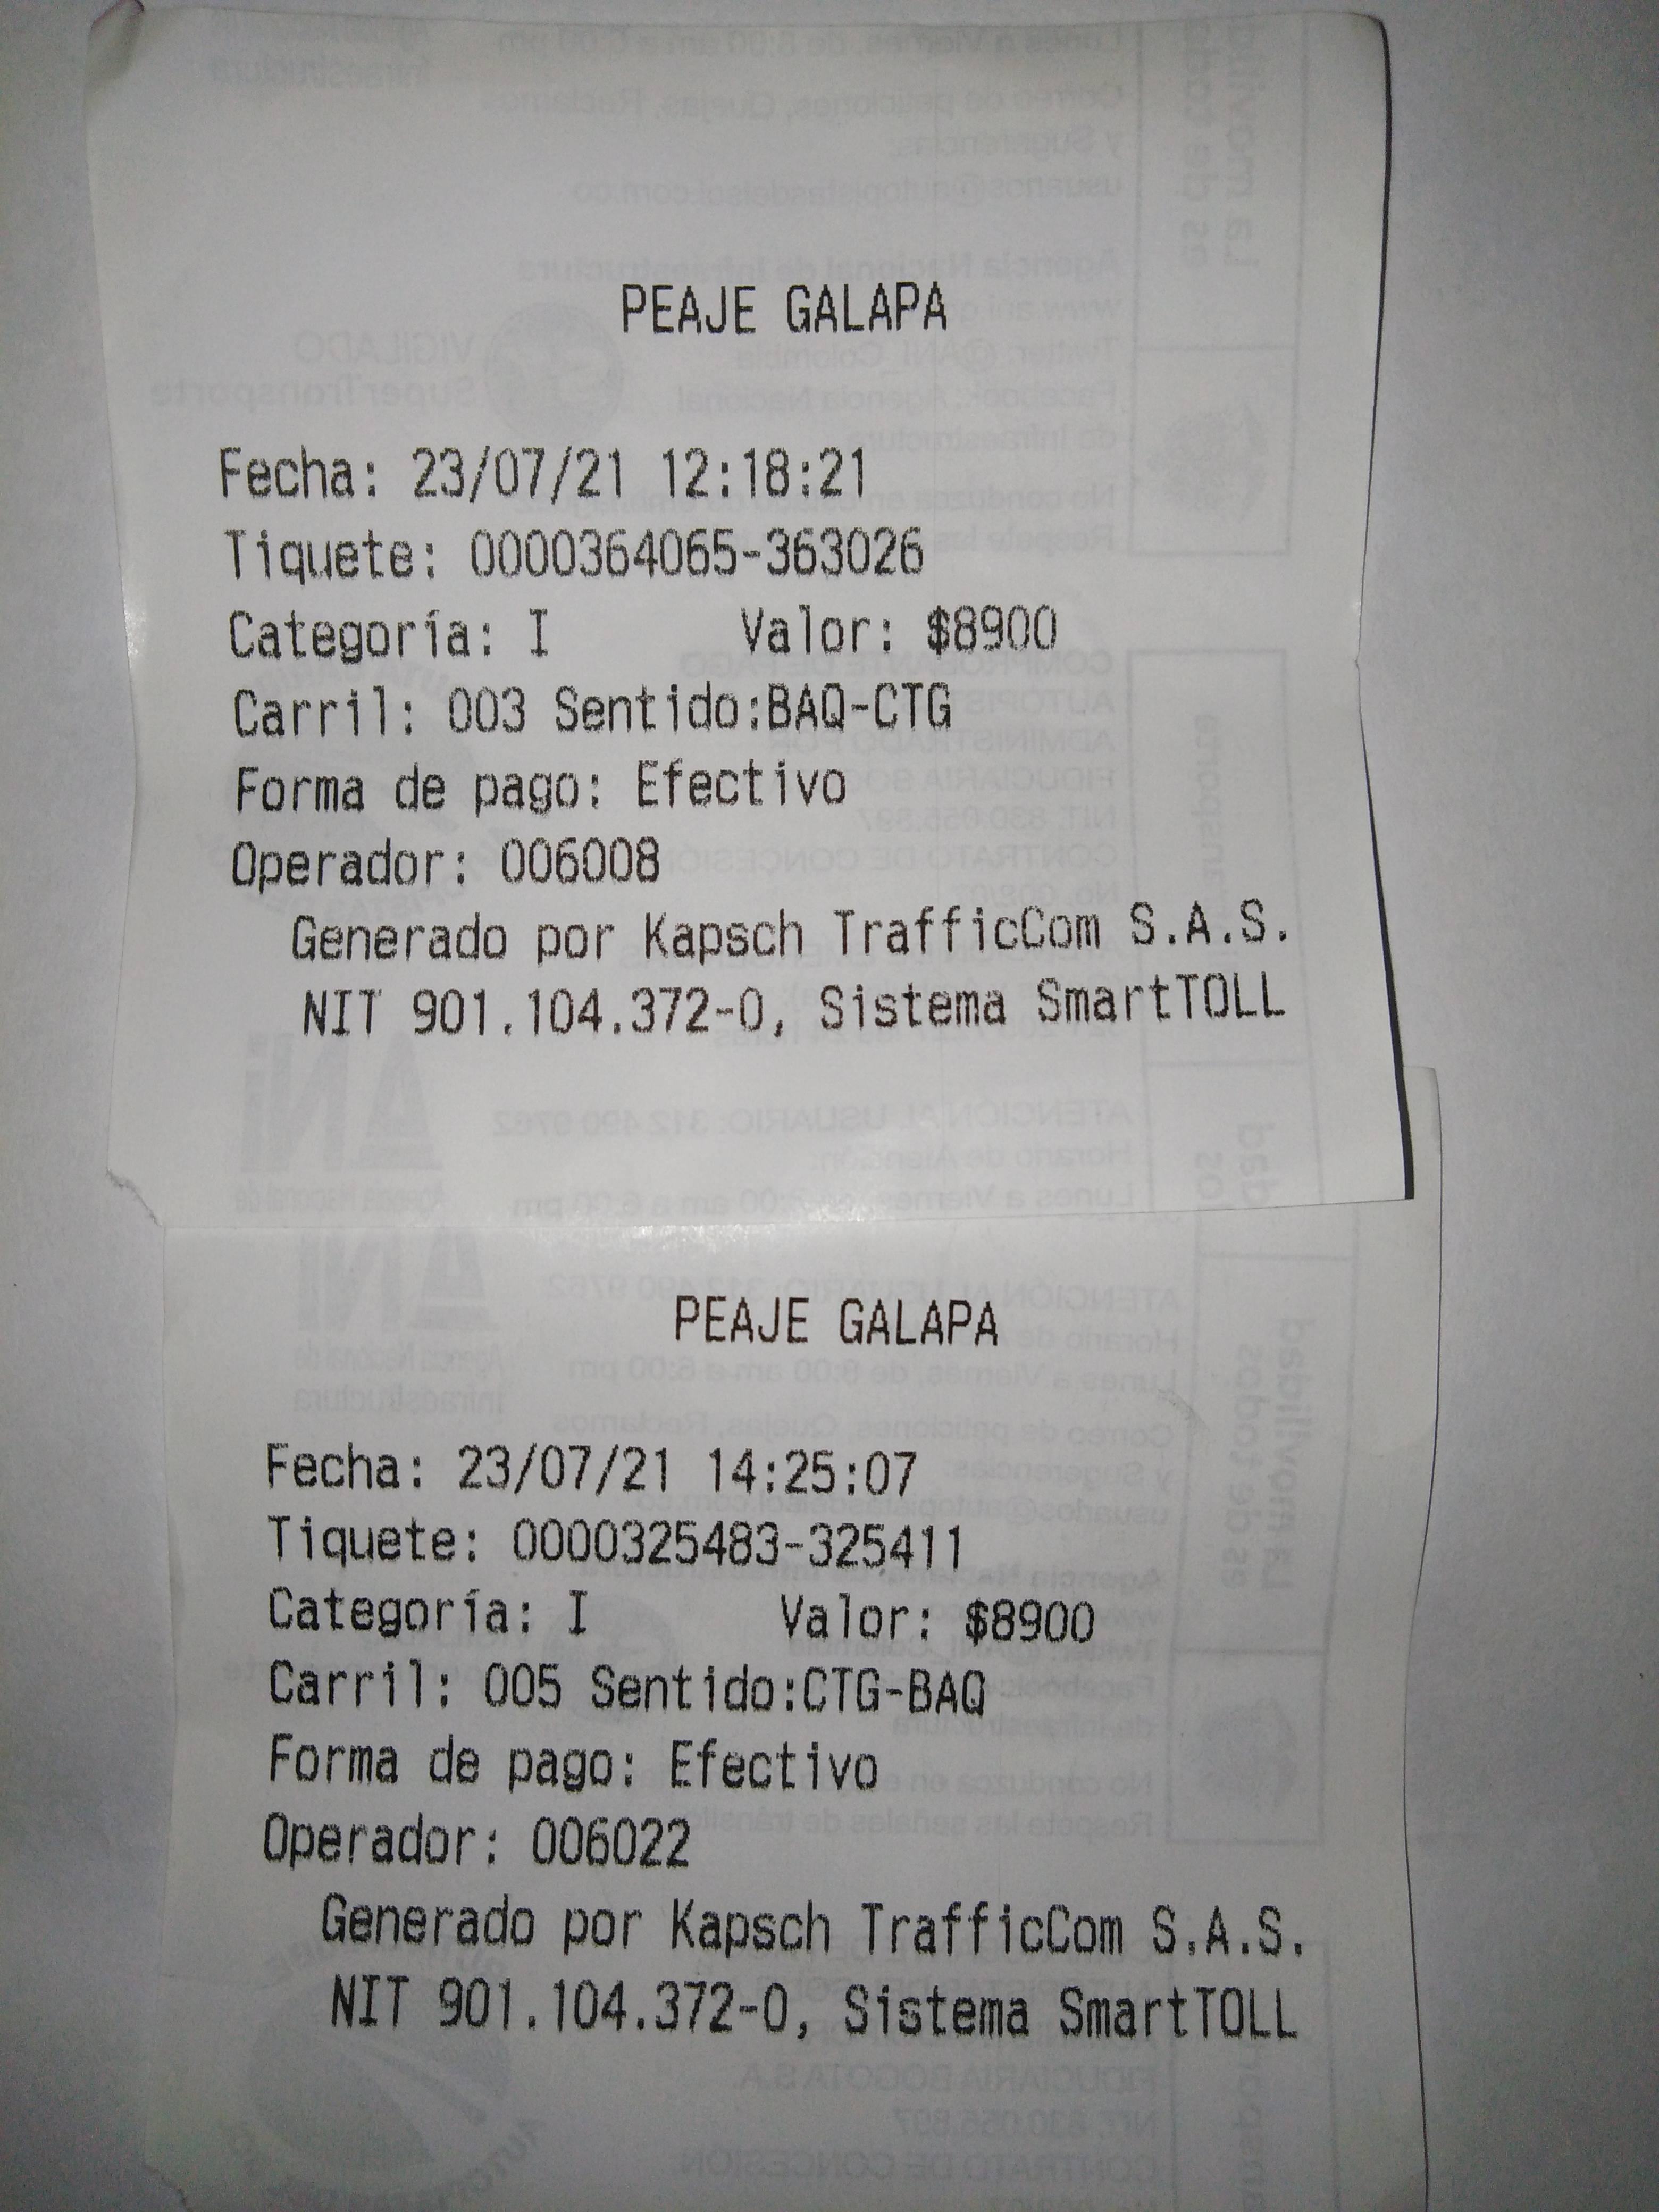 PEAJE GALAPA
Fecha: 23/07/21 12:18:21
Tiquete: 0000364065-363026
Categoría: I Valor: $8900
Carril: 003 Sentido:BAQ-CTG
Forma de pago: Efectivo
Operador: 006008
Generado por Kapsch TrafficCom S.A.S.
NIT 901.104.372-0, Sistema SmartTOLL
PEAJE GALAPA
Fecha: 23/07/21 14:25:07
Tiquete: 0000325483-325411
Categoría: I Valor: $8900
Carril: 005 Sentido:CTG-BAQ
Forma de pago: Efectivo
Operador: 006022
Generado por Kapsch TrafficCom S.A.S.
NIT 901.104.372-0, Sistema SmartTOLL